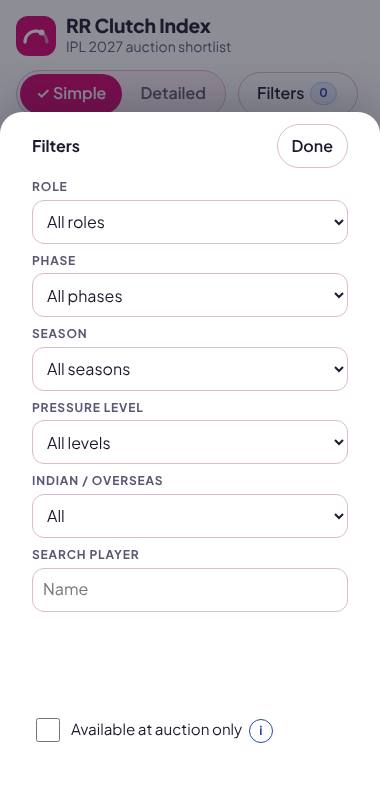 RR Clutch Index
IPL 2027 auction shortlist
✓ Simple
Detailed
Filters 0
Filters
Done
ROLE
All roles
PHASE
All phases
SEASON
All seasons
PRESSURE LEVEL
All levels
INDIAN / OVERSEAS
All
SEARCH PLAYER
Name
Available at auction only i